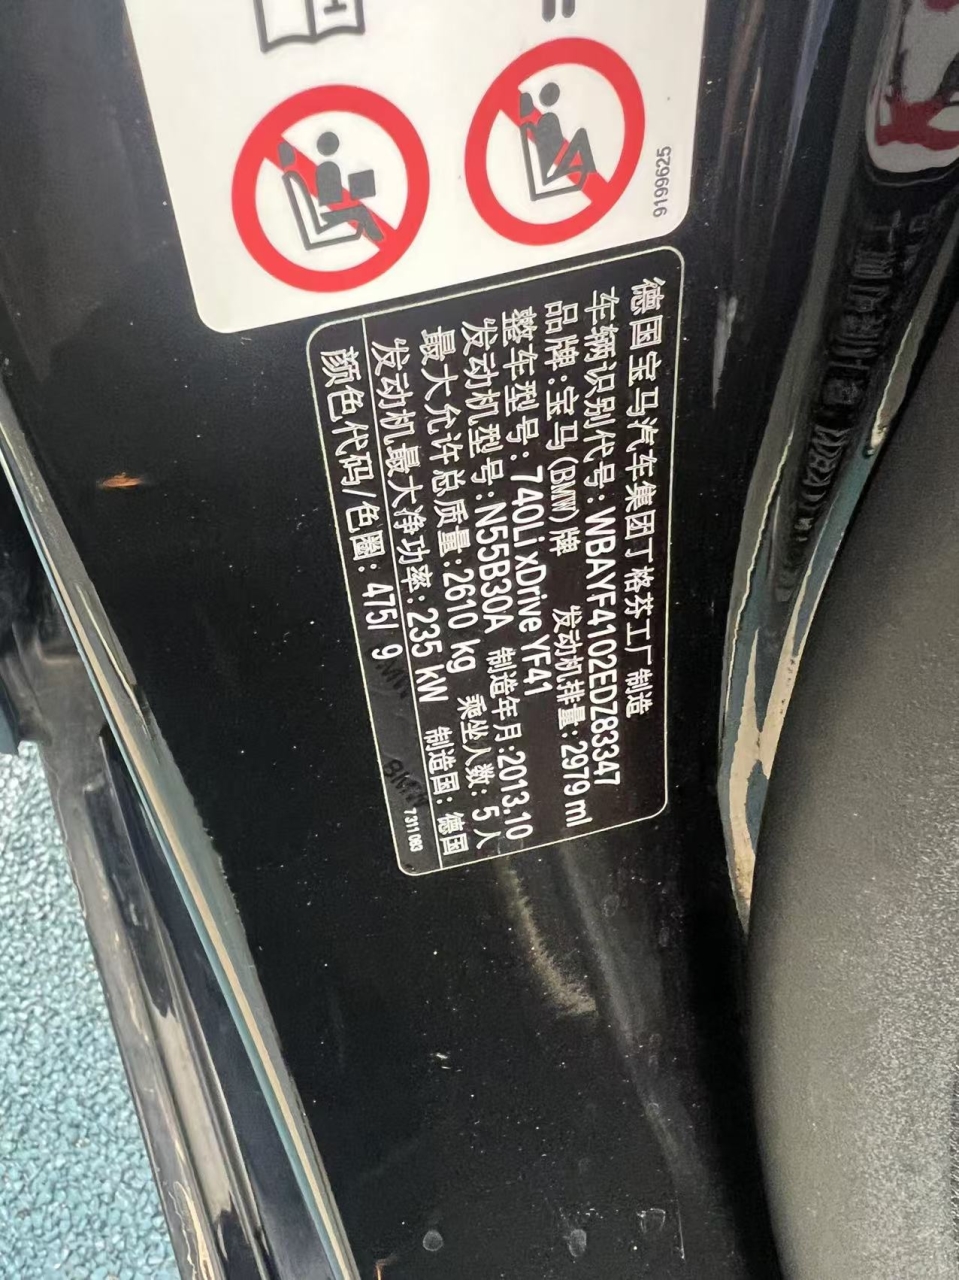 9199625
德国宝马汽车集团丁格芬工厂 制造
车辆识别代号: WBAYF4102EDZ83347
品牌:宝马(BMW)牌 发动机排量: 2979 ml
整车型号: 740Li xDrive YF41
发动机型号:N55B30A 制造年月:2013.10
最大允许总质量:2610 kg 乘坐人数: 5人
发动机最大净功率: 235 kW 制造国: 德国
颜色代码/色圈: 475/ 9
7311083